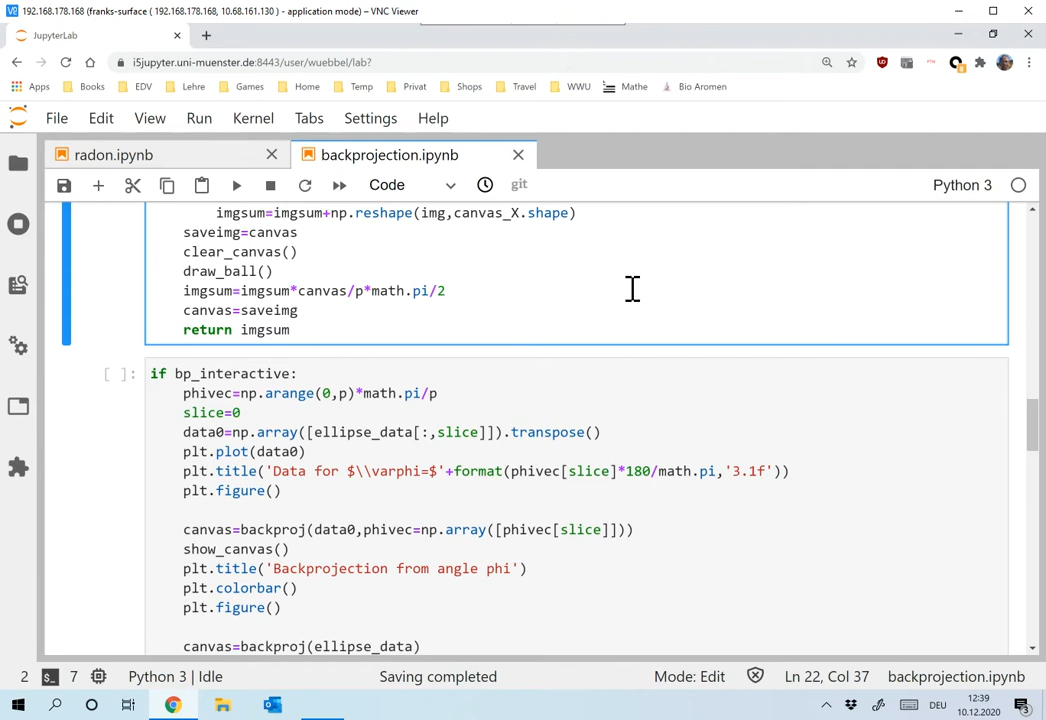 192.168.178.168 (franks-surface ( 192.168.178.168, 10.68.161.130 ) - application mode) – VNC Viewer
JupyterLab
i5jupyter.uni-muenster.de:8443/user/wuebbel/lab?
Apps Books EDV Lehre Games Home Temp Privat Shops Travel WWU Mathe Bio Aromen
File Edit View Run Kernel Tabs Settings Help
radon.ipynb backprojection.ipynb
Code git Python 3
imgsum=imgsum+np.reshape(img,canvas_X.shape)
saveimg=canvas
clear_canvas()
draw_ball()
imgsum=imgsum*canvas/p*math.pi/2
canvas=saveimg
return imgsum
[ ]: if bp_interactive:
phivec=np.arange(0,p)*math.pi/p
slice=0
data0=np.array([ellipse_data[:,slice]]).transpose()
plt.plot(data0)
plt.title('Data for $\\varphi=$'+format(phivec[slice]*180/math.pi,'3.1f'))
plt.figure()
canvas=backproj(data0,phivec=np.array([phivec[slice]]))
show_canvas()
plt.title('Backprojection from angle phi')
plt.colorbar()
plt.figure()
canvas=backproj(ellipse_data)
2 7 Python 3 | Idle Saving completed Mode: Edit Ln 22, Col 37 backprojection.ipynb
DEU 12:39
10.12.2020 3